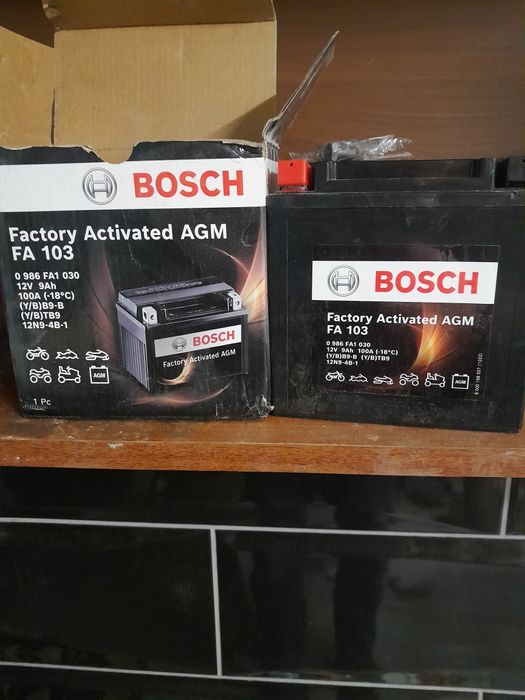 BOSCH
Factory Activated AGM
FA 103
0 986 FA1 030
12V 9Ah
100A (-18°C)
(Y/B)B9-B
(Y/B)TB9
12N9-4B-1
BOSCH
Factory Activated AGM
AGM
1 Pc
BOSCH
Factory Activated AGM
FA 103
0 986 FA1 030
12V 9Ah 100A (-18°C)
(Y/B)B9-B (Y/B)TB9
12N9-4B-1
AGM